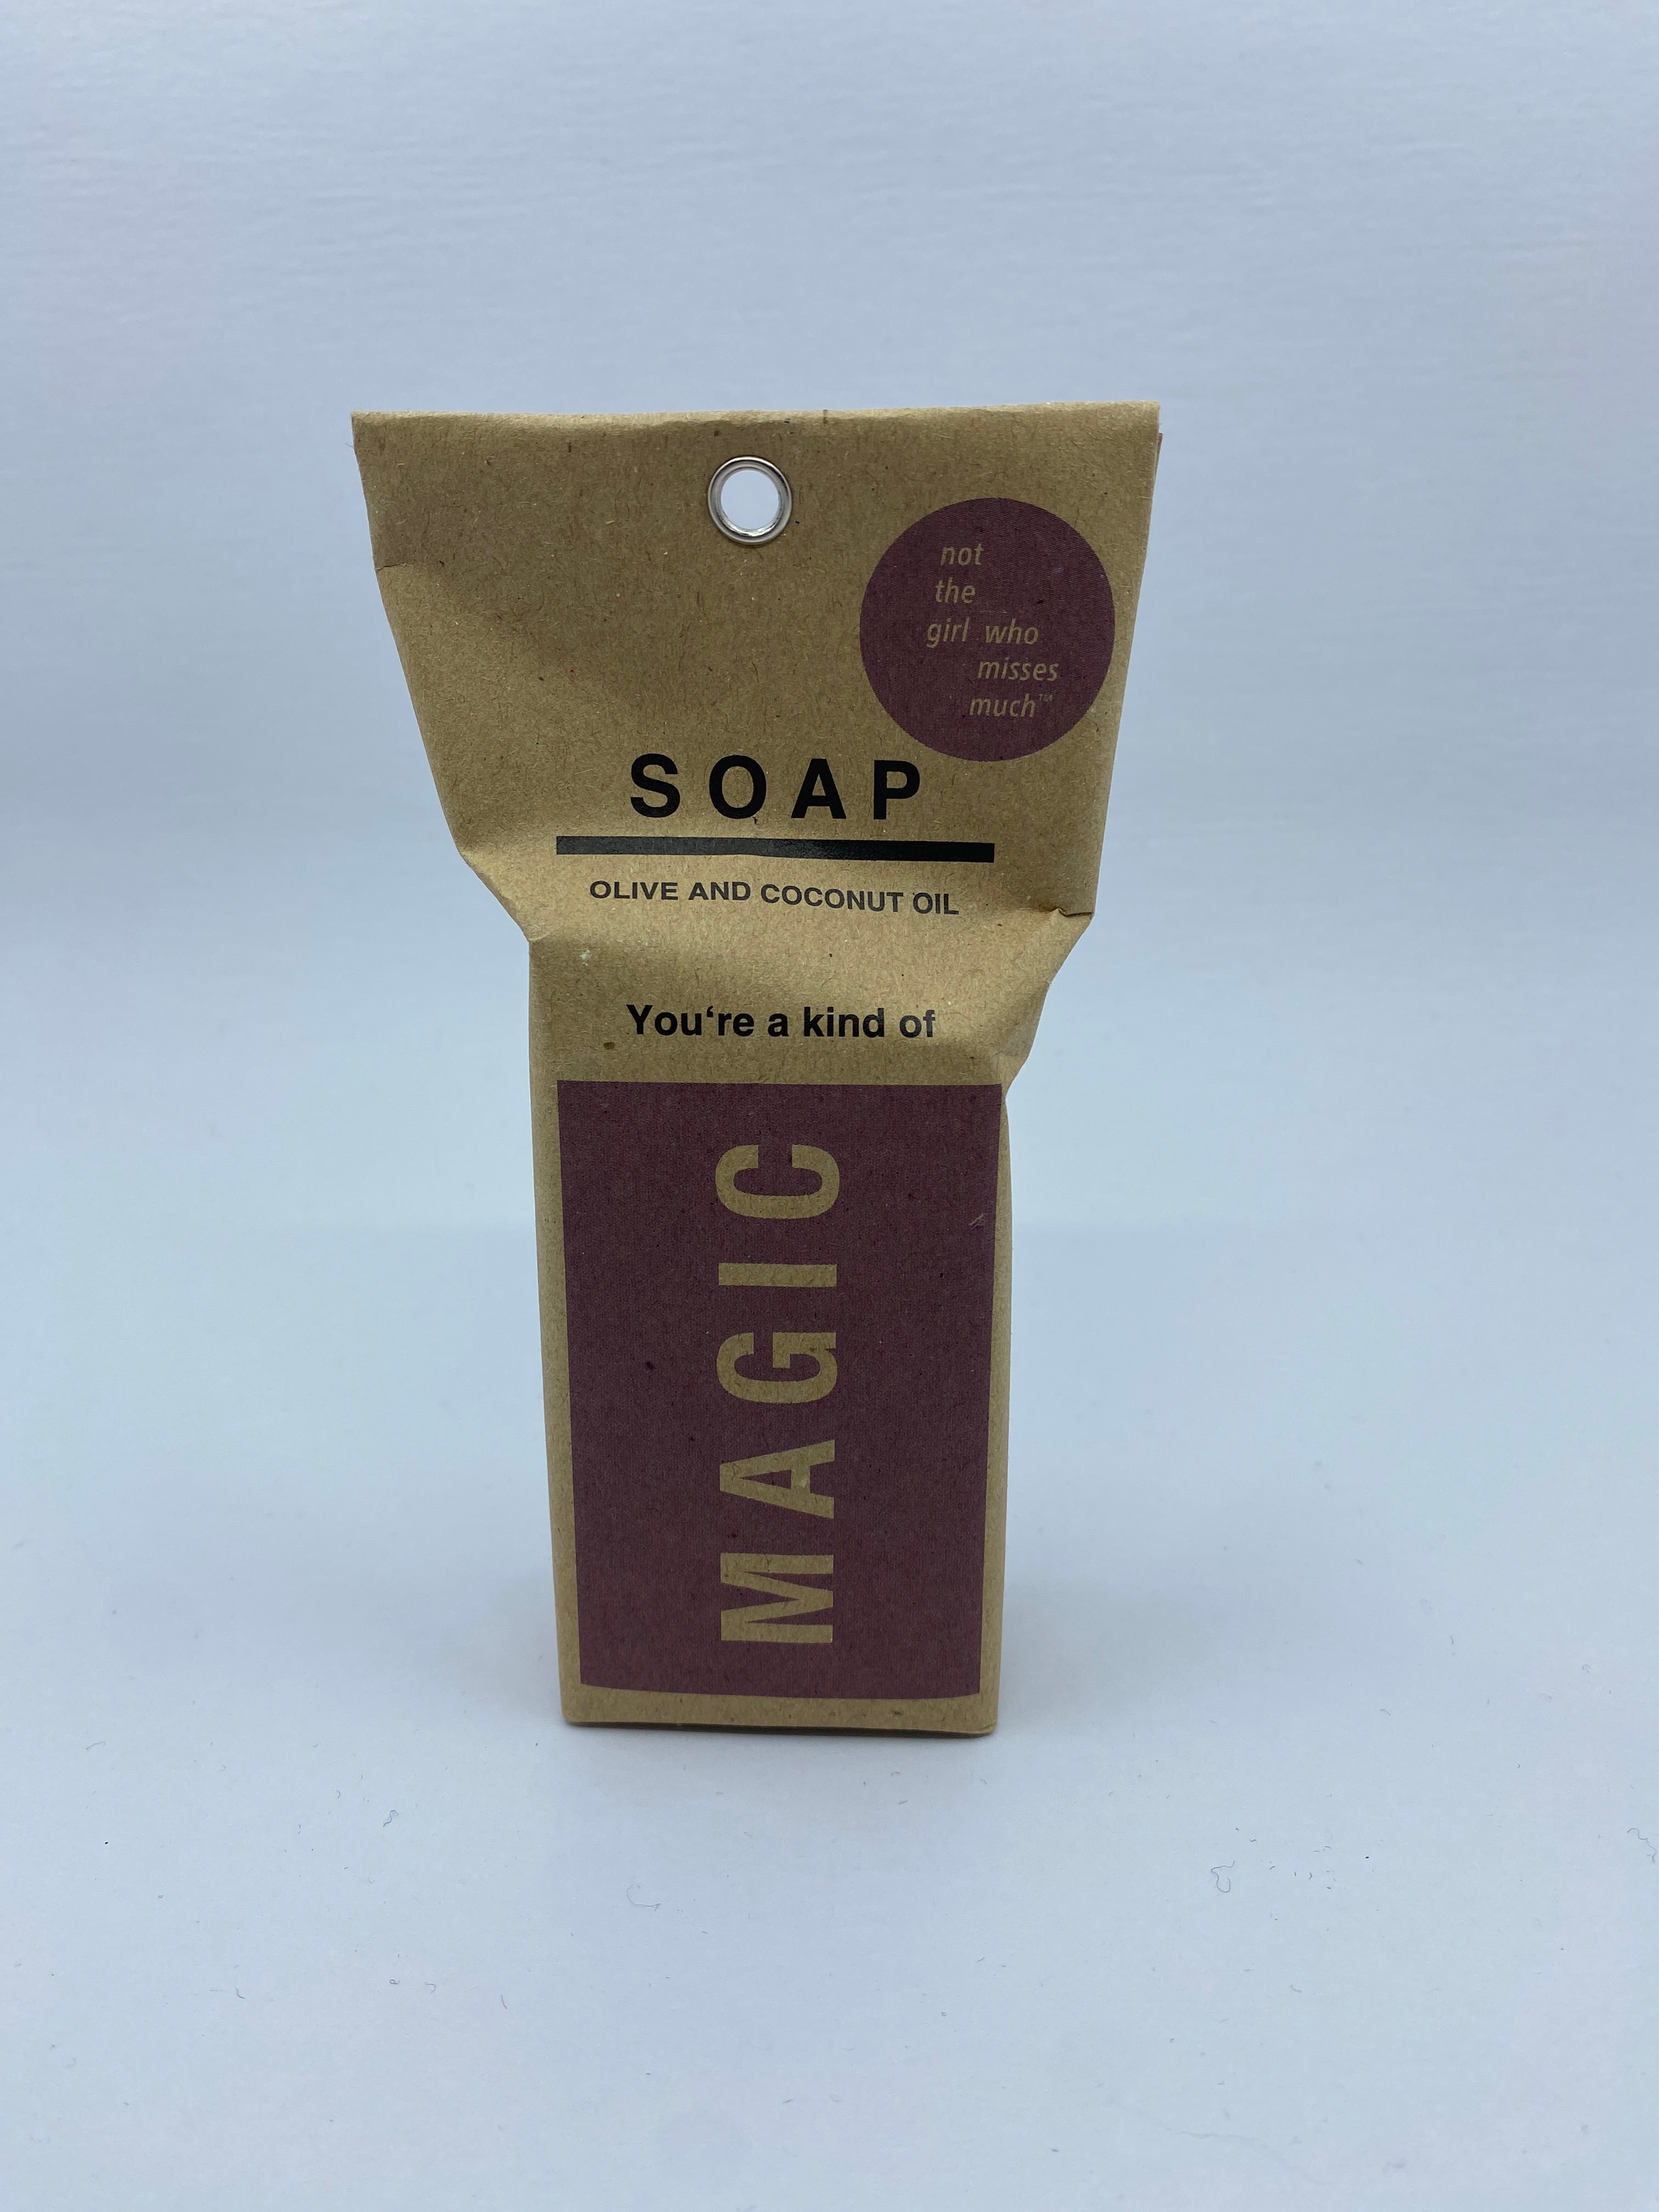 not
the
girl who
misses
much™
SOAP
OLIVE AND COCONUT OIL
You‘re a kind of
MAGIC